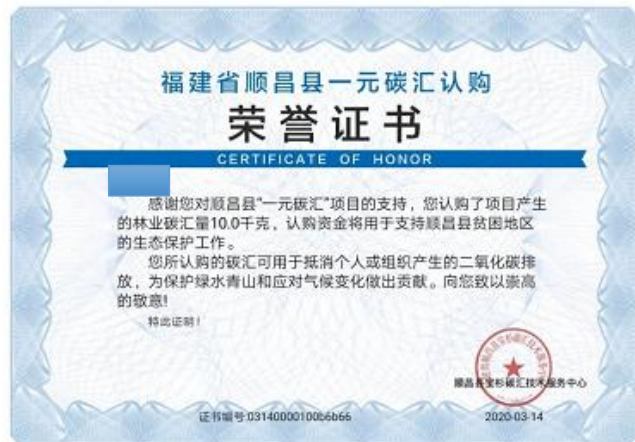 福建省顺昌县一元碳汇认购
荣誉证书
CERTIFICATE OF HONOR
感谢您对顺昌县“一元碳汇”项目的支持，您认购了项目产生
的林业碳汇量10.0千克，认购资金将用于支持顺昌县贫困地区
的生态保护工作。
您所认购的碳汇可用于抵消个人或组织产生的二氧化碳排
放，为保护绿水青山和应对气候变化做出贡献。向您致以崇高
的敬意!
特此证明！
顺昌县宝杉碳汇技术服务中心
证书编号:03140000100b6b66
2020-03-14